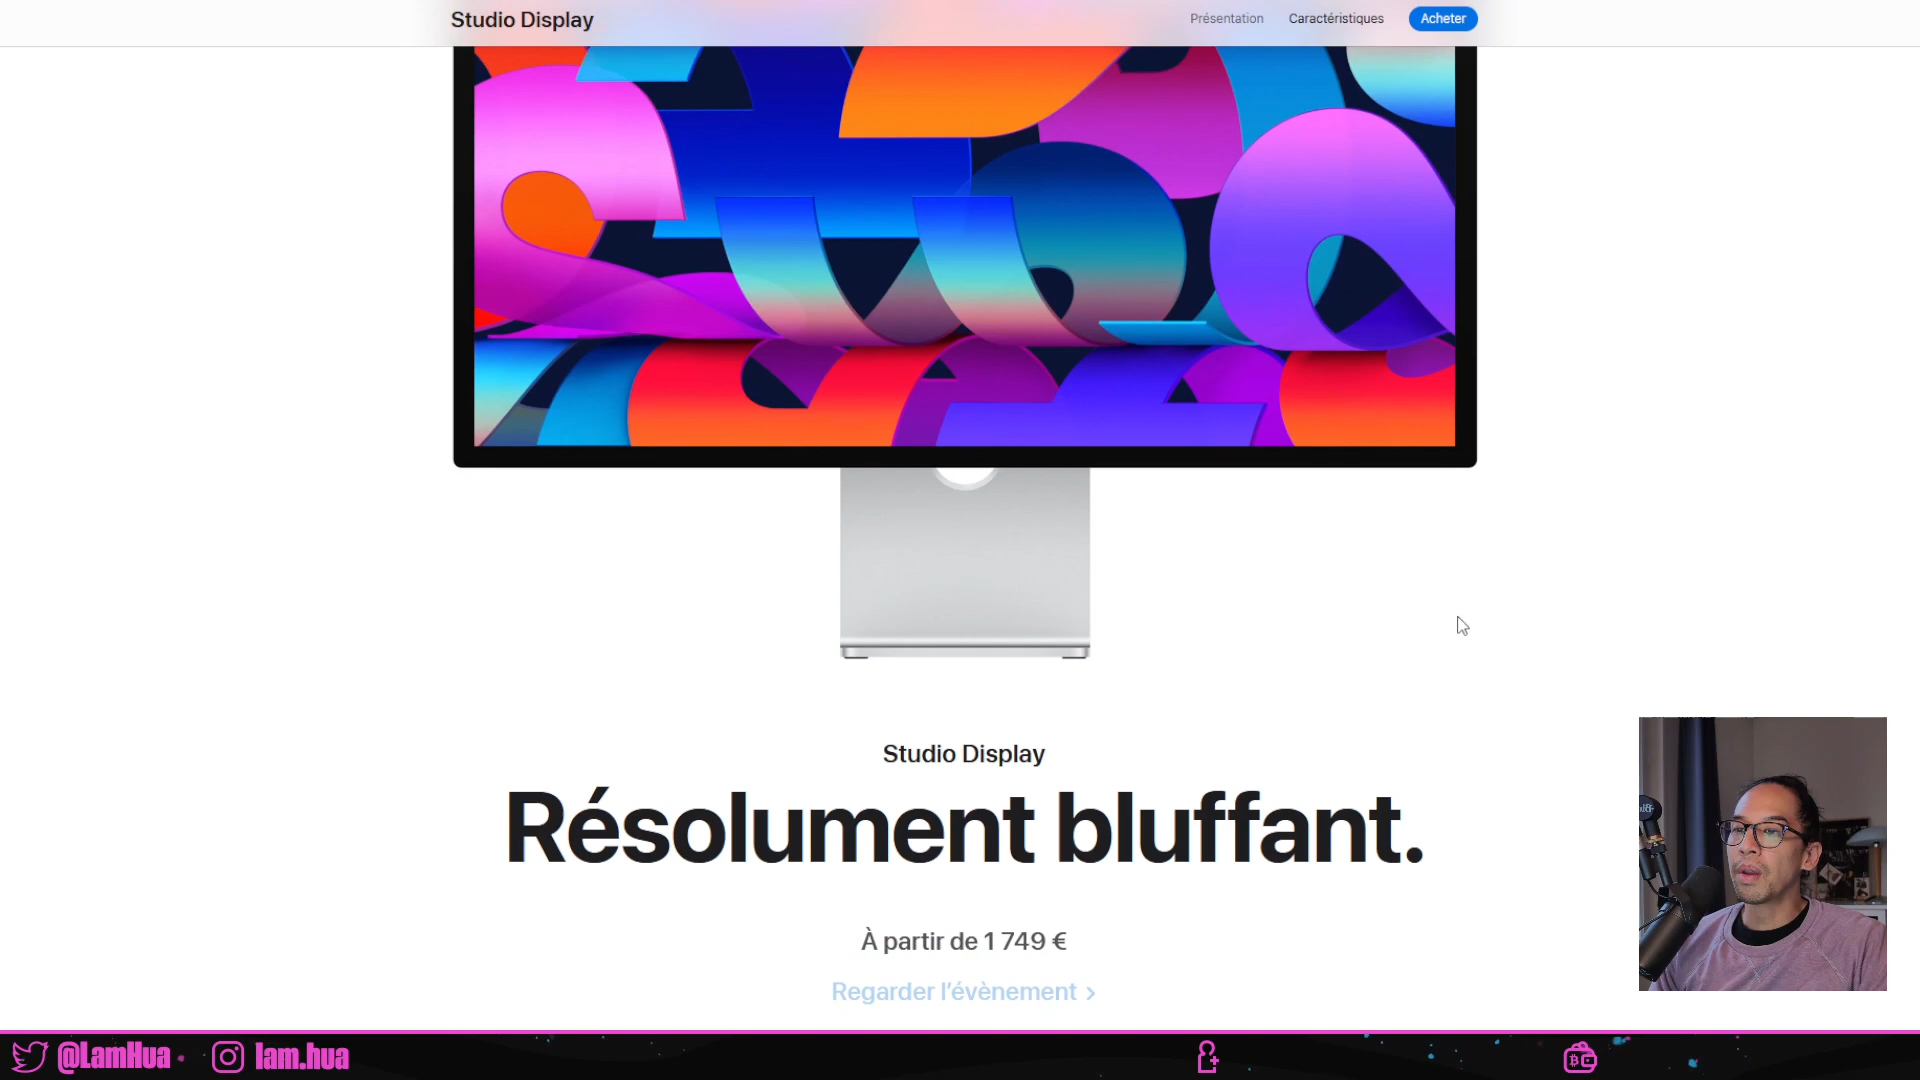 Studio Display
Présentation
Caractéristiques
Acheter
Studio Display
Résolument bluffant.
À partir de 1 749 €
Regarder l’évènement >
@LamHua
lam.hua